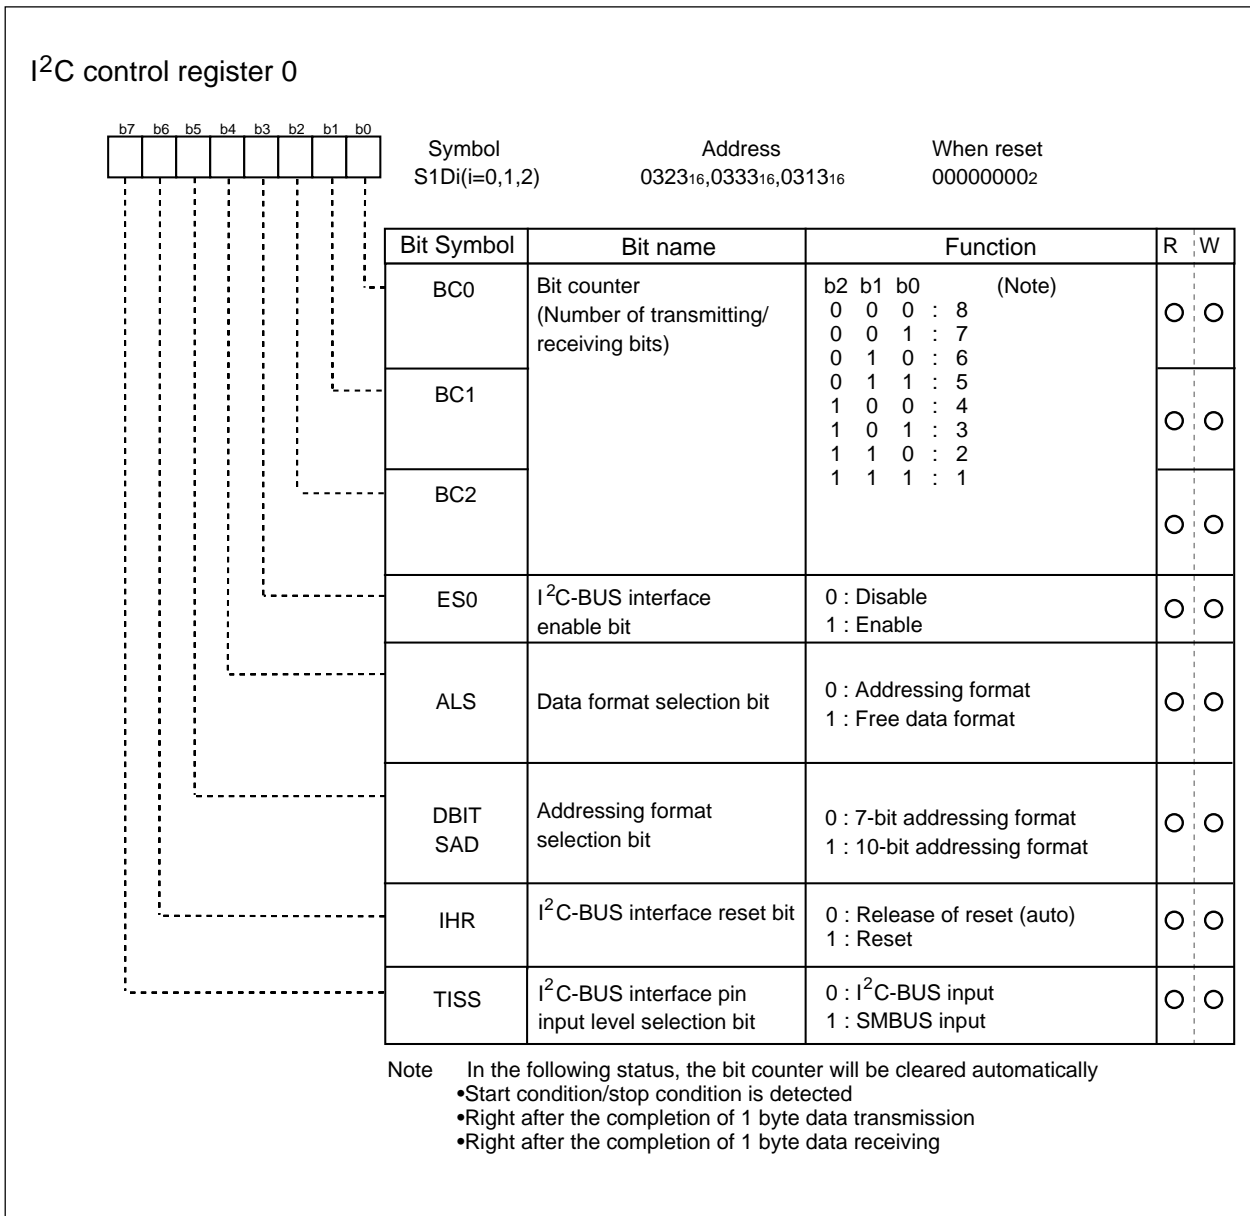 I²C control register 0
b7 b6 b5 b4 b3 b2 b1 b0
Symbol Address When reset
S1Di(i=0,1,2) 0323₁₆,0333₁₆,0313₁₆ 00000000₂
Bit Symbol Bit name Function R W
BC0 Bit counter b2 b1 b0 (Note)
(Number of transmitting/ 0 0 0 : 8
receiving bits) 0 0 1 : 7
0 1 0 : 6
BC1 0 1 1 : 5
1 0 0 : 4
1 0 1 : 3
1 1 0 : 2
BC2 1 1 1 : 1
ES0 I²C-BUS interface 0 : Disable
enable bit 1 : Enable
ALS Data format selection bit 0 : Addressing format
1 : Free data format
DBIT Addressing format 0 : 7-bit addressing format
SAD selection bit 1 : 10-bit addressing format
IHR I²C-BUS interface reset bit 0 : Release of reset (auto)
1 : Reset
TISS I²C-BUS interface pin 0 : I²C-BUS input
input level selection bit 1 : SMBUS input
Note In the following status, the bit counter will be cleared automatically
•Start condition/stop condition is detected
•Right after the completion of 1 byte data transmission
•Right after the completion of 1 byte data receiving